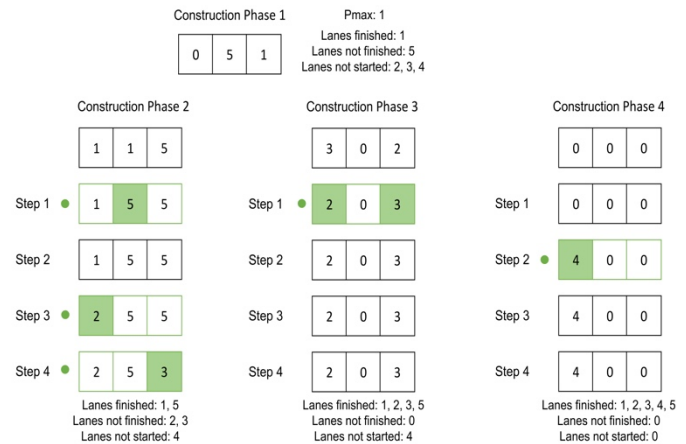 Construction Phase 1
Pmax: 1
0 5 1
Lanes finished: 1
Lanes not finished: 5
Lanes not started: 2, 3, 4
Construction Phase 2
1 1 5
Step 1 1 5 5
Step 2 1 5 5
Step 3 2 5 5
Step 4 2 5 3
Lanes finished: 1, 5
Lanes not finished: 2, 3
Lanes not started: 4
Construction Phase 3
3 0 2
Step 1 2 0 3
Step 2 2 0 3
Step 3 2 0 3
Step 4 2 0 3
Lanes finished: 1, 2, 3, 5
Lanes not finished: 0
Lanes not started: 4
Construction Phase 4
0 0 0
Step 1 0 0 0
Step 2 4 0 0
Step 3 4 0 0
Step 4 4 0 0
Lanes finished: 1, 2, 3, 4, 5
Lanes not finished: 0
Lanes not started: 0